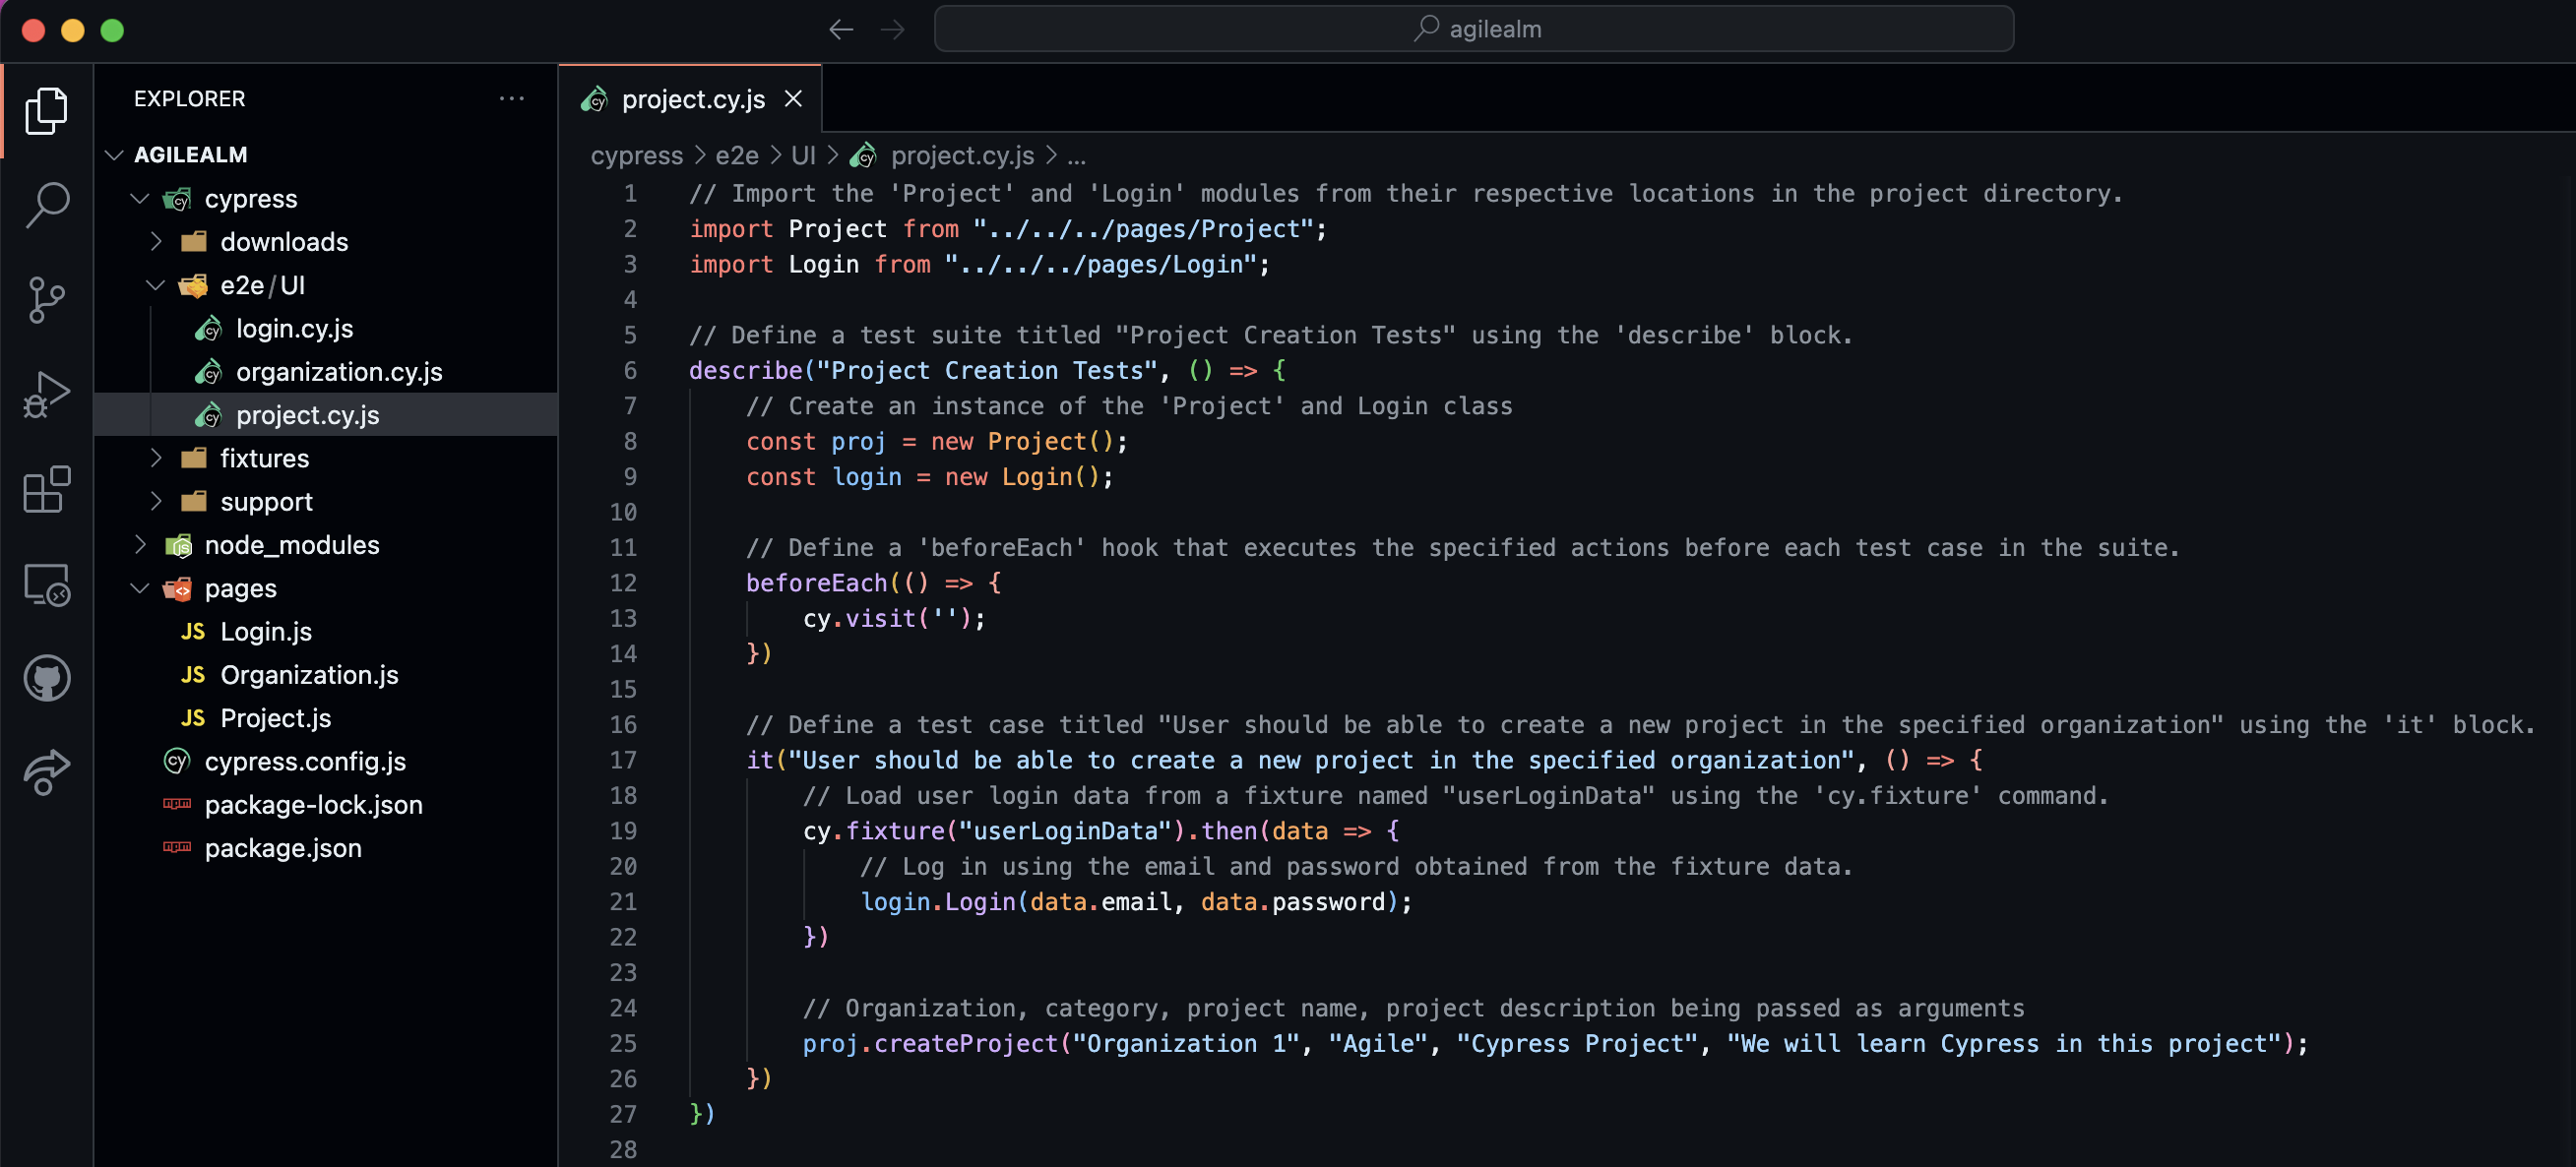 agilealm
EXPLORER
AGILEALM
cypress
downloads
e2e/UI
login.cy.js
organization.cy.js
project.cy.js
fixtures
support
node_modules
pages
JS Login.js
JS Organization.js
JS Project.js
cypress.config.js
package-lock.json
package.json
project.cy.js
cypress > e2e > UI > project.cy.js > ...
1 // Import the 'Project' and 'Login' modules from their respective locations in the project directory.
2 import Project from "../../../pages/Project";
3 import Login from "../../../pages/Login";
4
5 // Define a test suite titled "Project Creation Tests" using the 'describe' block.
6 describe("Project Creation Tests", () => {
7 // Create an instance of the 'Project' and Login class
8 const proj = new Project();
9 const login = new Login();
10
11 // Define a 'beforeEach' hook that executes the specified actions before each test case in the suite.
12 beforeEach(() => {
13 cy.visit('');
14 })
15
16 // Define a test case titled "User should be able to create a new project in the specified organization" using the 'it' block.
17 it("User should be able to create a new project in the specified organization", () => {
18 // Load user login data from a fixture named "userLoginData" using the 'cy.fixture' command.
19 cy.fixture("userLoginData").then(data => {
20 // Log in using the email and password obtained from the fixture data.
21 login.Login(data.email, data.password);
22 })
23
24 // Organization, category, project name, project description being passed as arguments
25 proj.createProject("Organization 1", "Agile", "Cypress Project", "We will learn Cypress in this project");
26 })
27 })
28